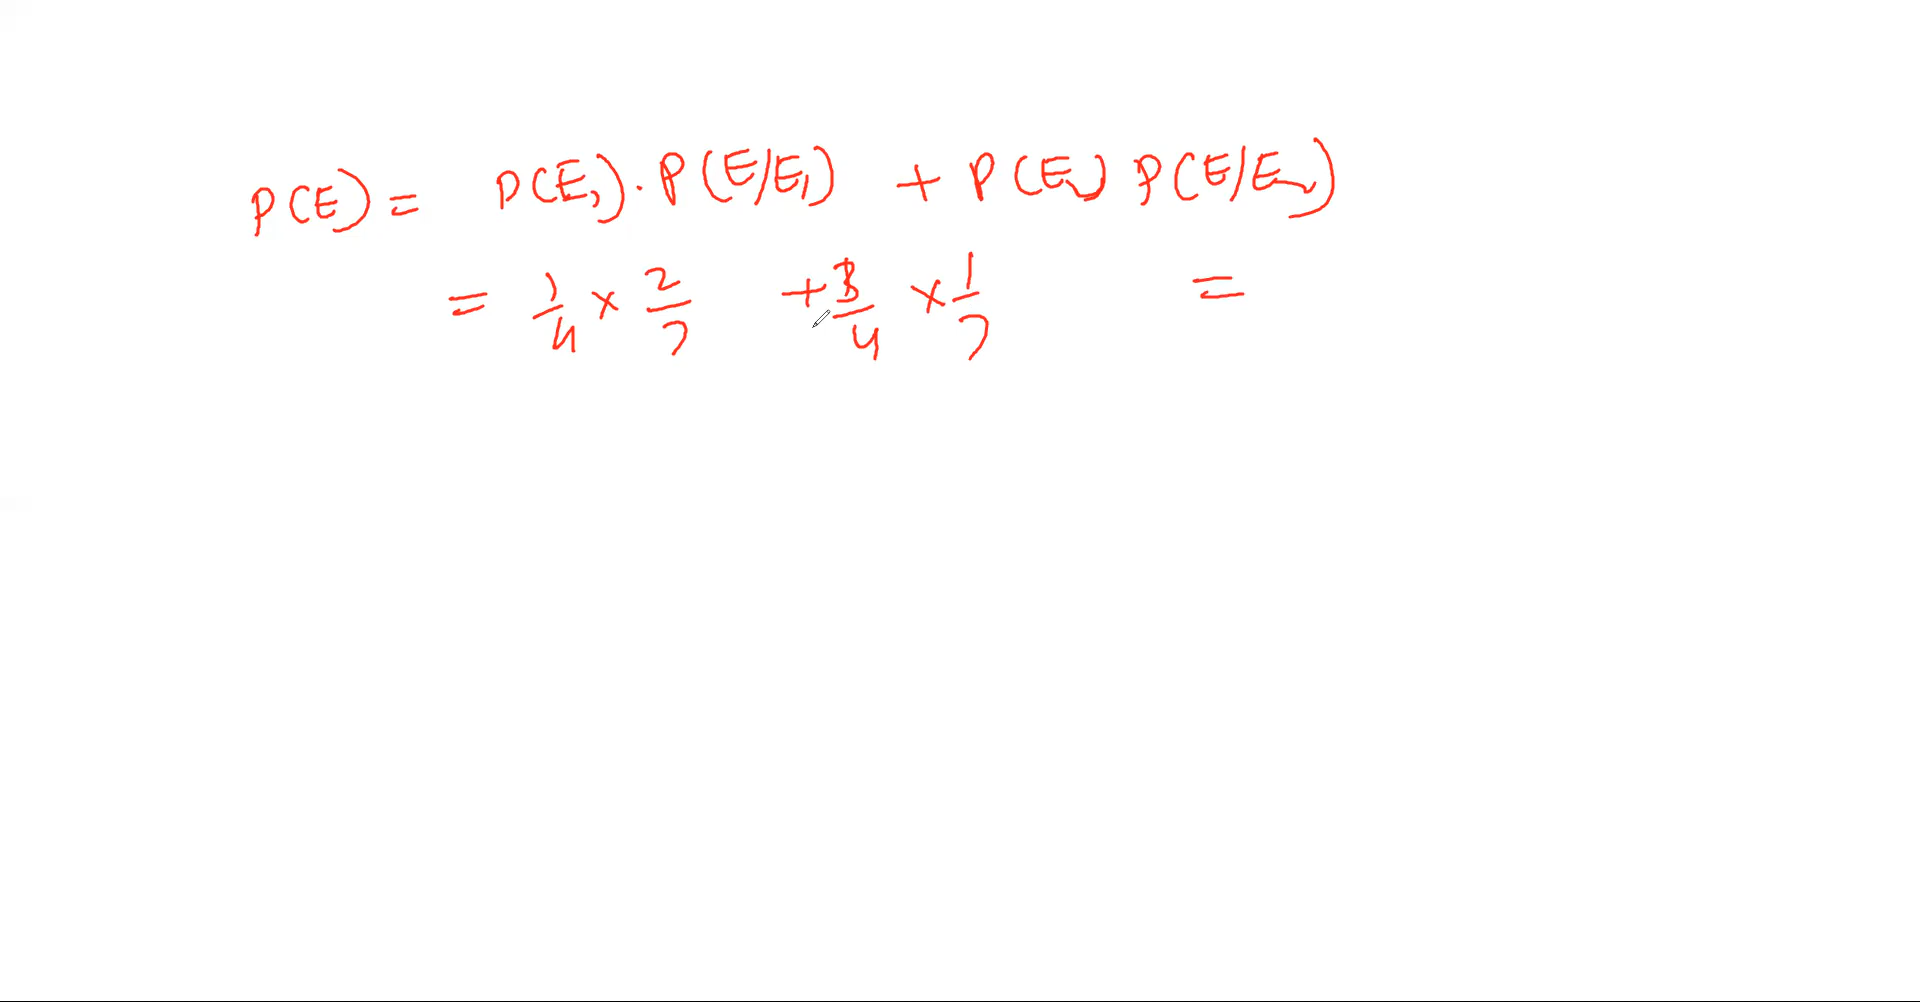 P(E) = P(E₁) · P(E/E₁) + P(E₂) P(E/E₂)
= 1/4 × 2/7 + 3/4 × 1/7 =